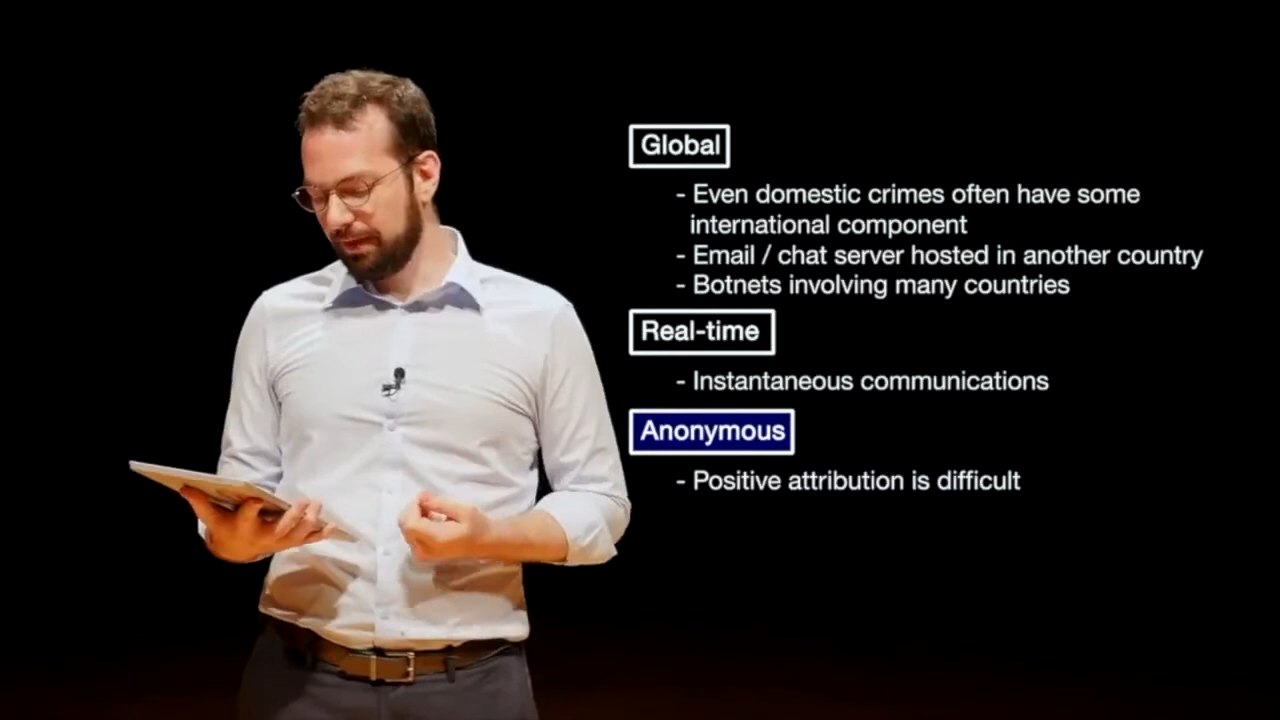 Global
- Even domestic crimes often have some
international component
- Email / chat server hosted in another country
- Botnets involving many countries
Real-time
- Instantaneous communications
Anonymous
- Positive attribution is difficult